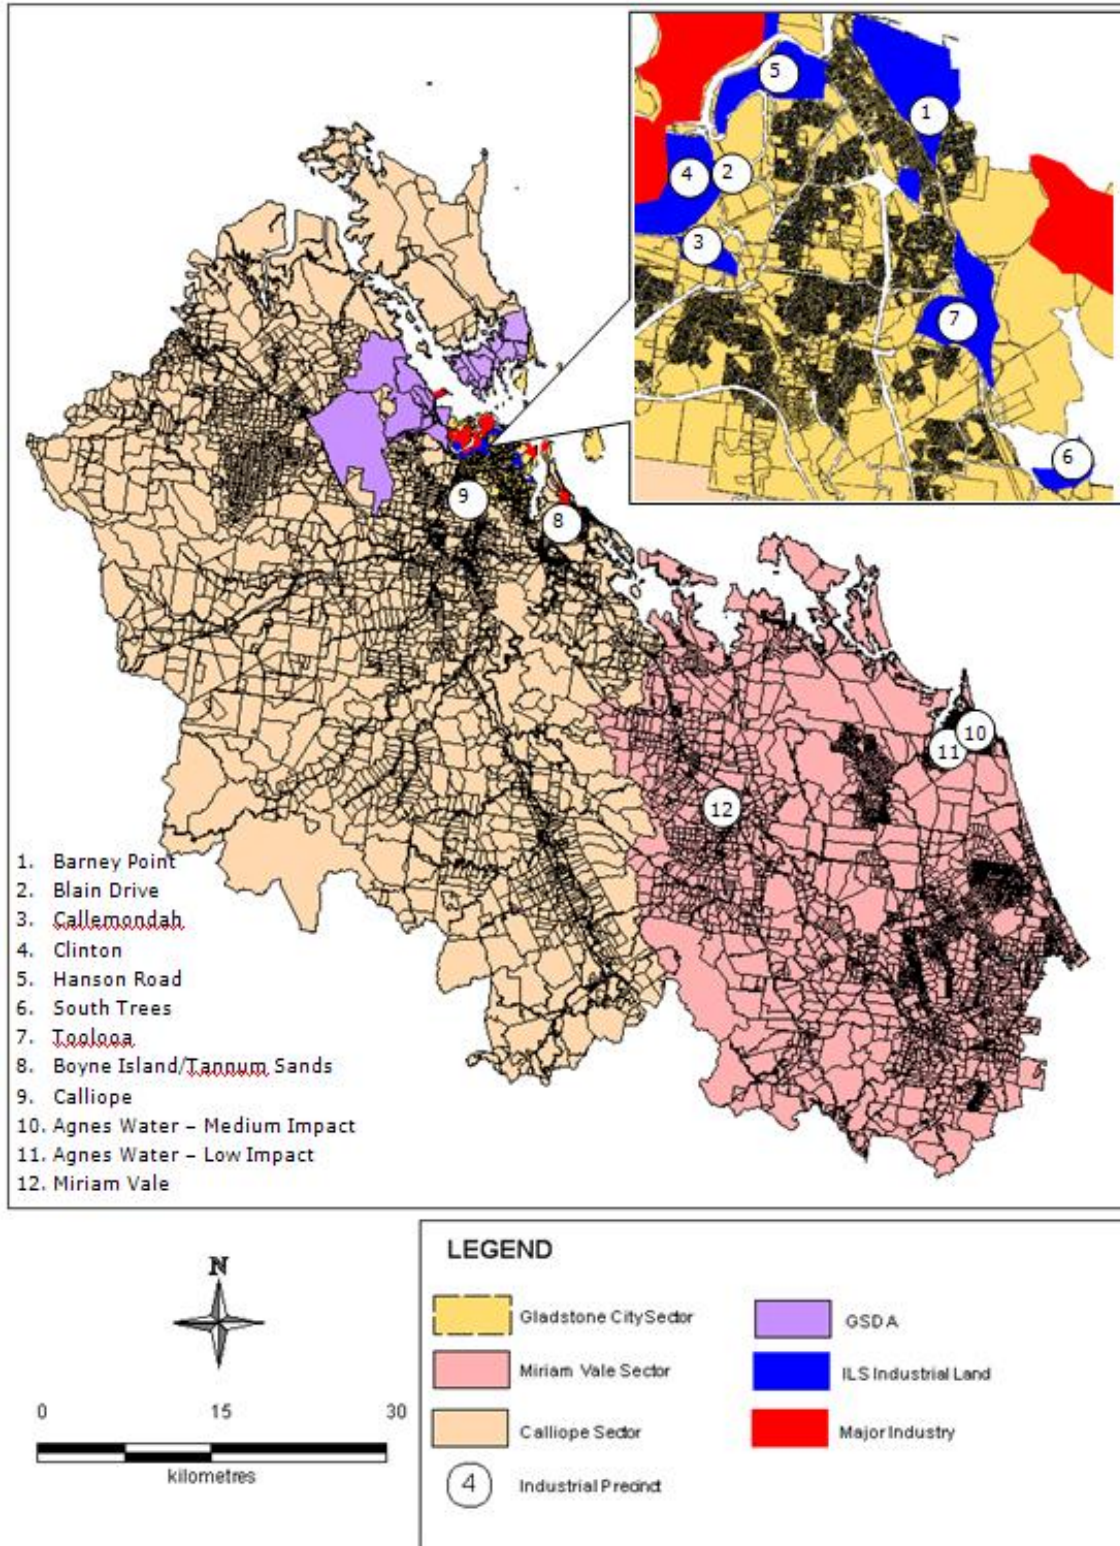 5
1
4
2
3
7
6
9
8
10
11
12
1. Barney Point
2. Blain Drive
3. Callemondah
4. Clinton
5. Hanson Road
6. South Trees
7. Toolooa
8. Boyne Island/Tannum Sands
9. Calliope
10. Agnes Water – Medium Impact
11. Agnes Water – Low Impact
12. Miriam Vale
N
0 15 30
kilometres
LEGEND
Gladstone City Sector
GSDA
Miriam Vale Sector
ILS Industrial Land
Calliope Sector
Major Industry
4 Industrial Precinct